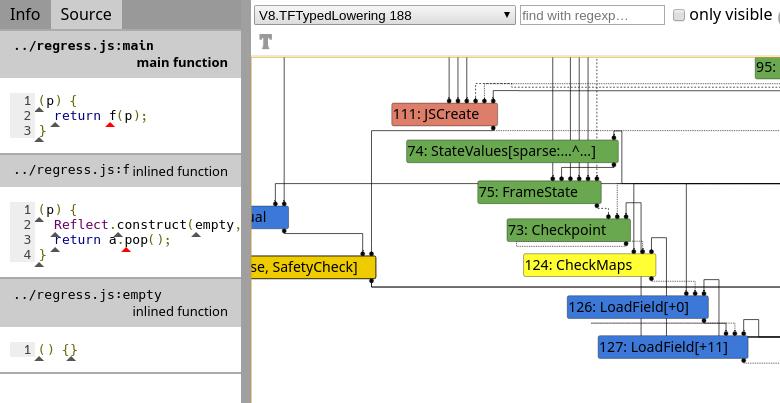 Info Source
../regress.js:main
main function
1 (p) {
2 return f(p);
3 }
../regress.js:f inlined function
1 (p) {
2 Reflect.construct(empty,
3 return a.pop();
4 }
../regress.js:empty
inlined function
1 () {}
V8.TFTypedLowering 188 find with regexp… only visible
T
95:
111: JSCreate
74: StateValues[sparse:...^...]
75: FrameState
ual
73: Checkpoint
se, SafetyCheck]
124: CheckMaps
126: LoadField[+0]
127: LoadField[+11]